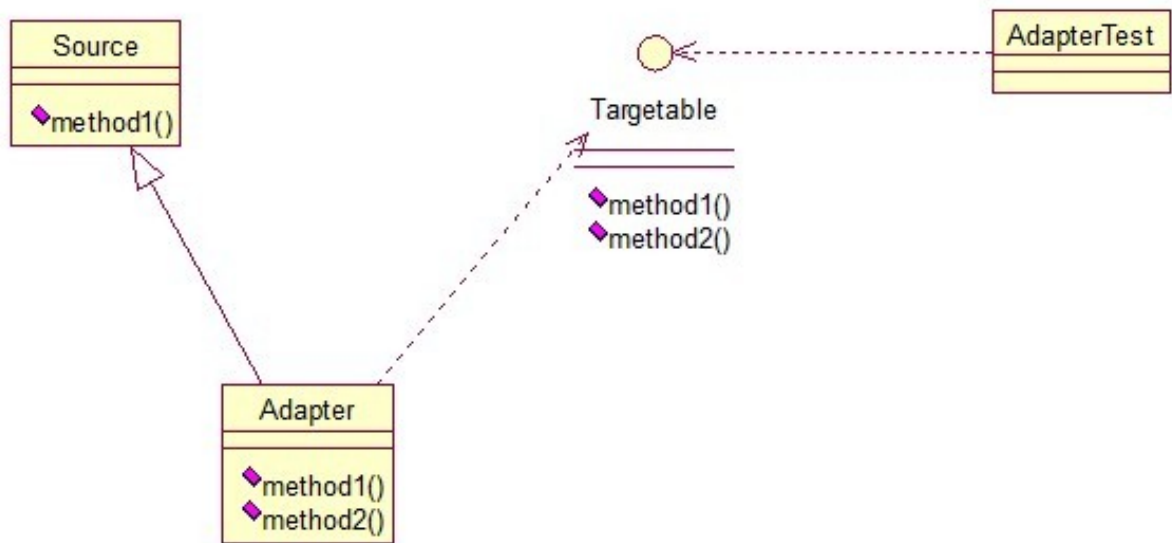 Source
method1()
Targetable
method1()
method2()
AdapterTest
Adapter
method1()
method2()